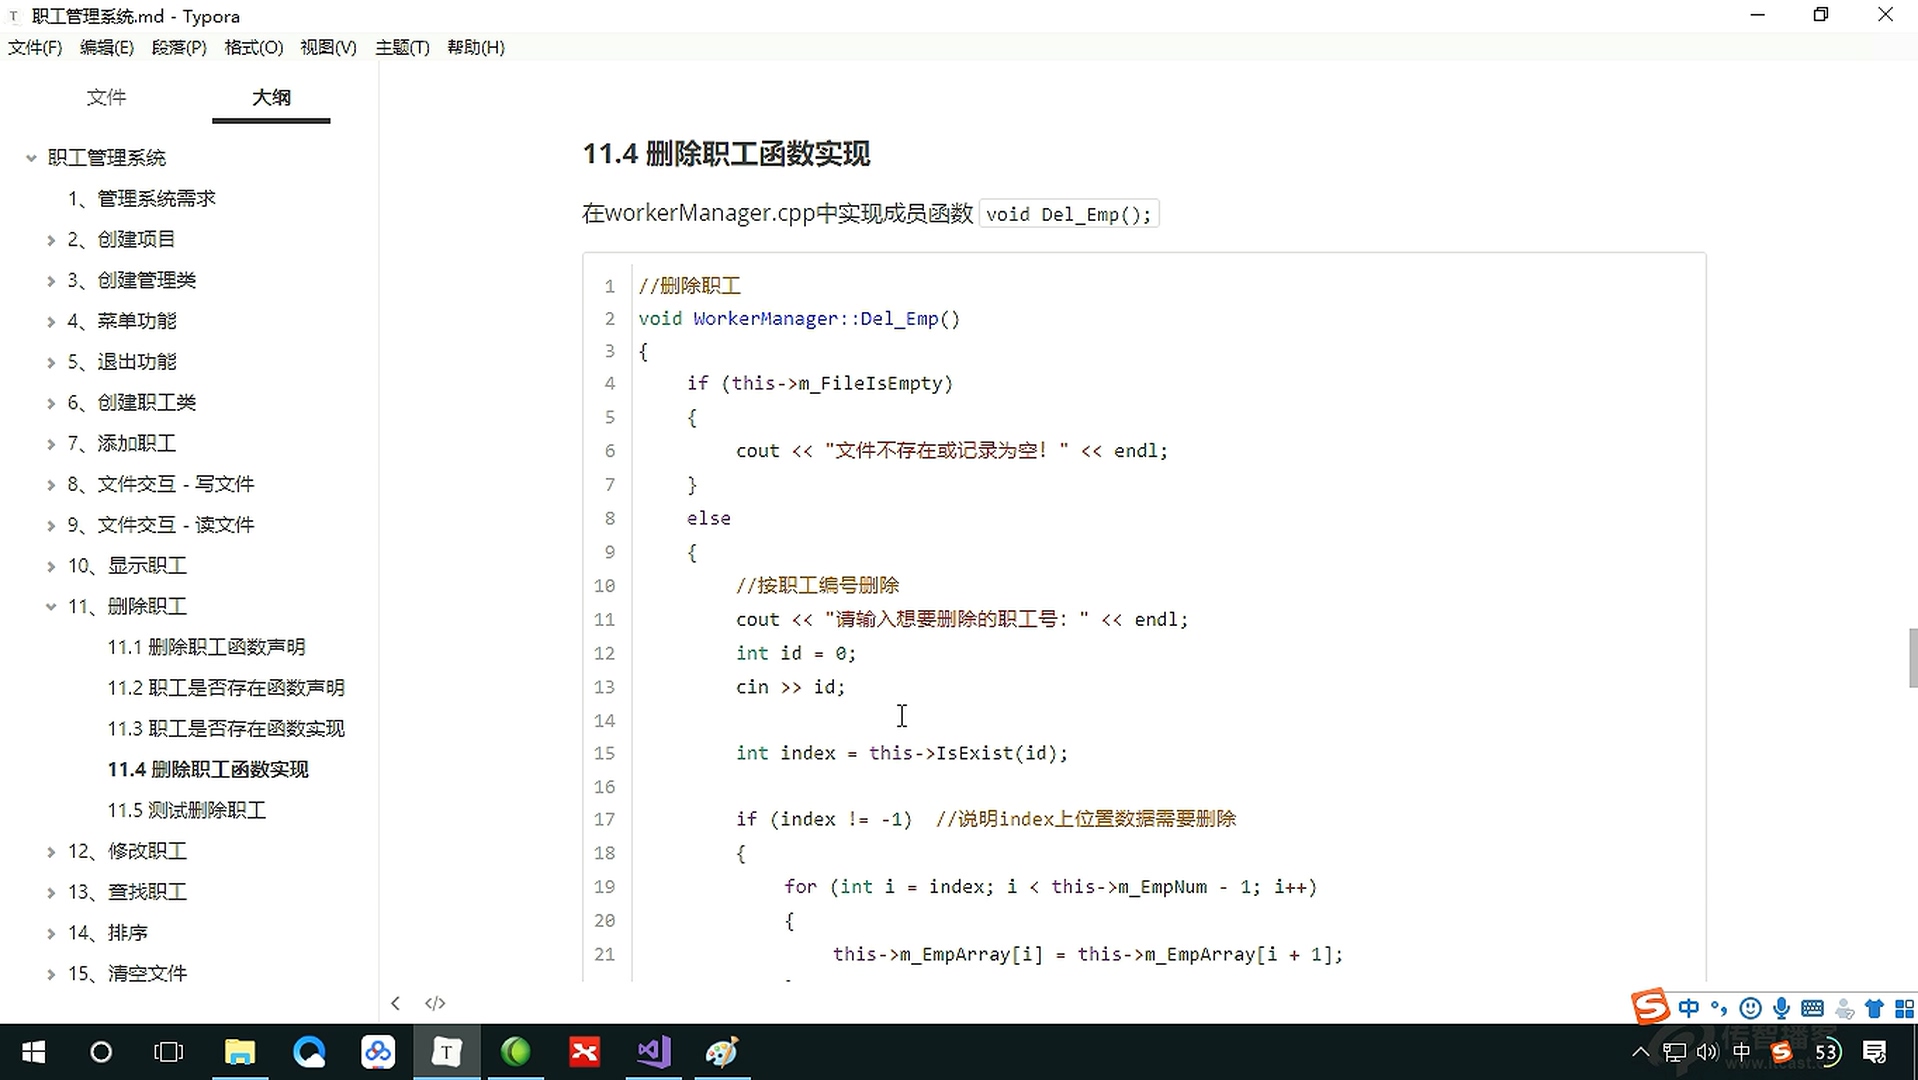 职工管理系统.md - Typora
文件(F) 编辑(E) 段落(P) 格式(O) 视图(V) 主题(T) 帮助(H)
文件 大纲
职工管理系统
1、管理系统需求
2、创建项目
3、创建管理类
4、菜单功能
5、退出功能
6、创建职工类
7、添加职工
8、文件交互 - 写文件
9、文件交互 - 读文件
10、显示职工
11、删除职工
11.1 删除职工函数声明
11.2 职工是否存在函数声明
11.3 职工是否存在函数实现
11.4 删除职工函数实现
11.5 测试删除职工
12、修改职工
13、查找职工
14、排序
15、清空文件
11.4 删除职工函数实现
在workerManager.cpp中实现成员函数 void Del_Emp();
1 //删除职工
2 void WorkerManager::Del_Emp()
3 {
4 if (this->m_FileIsEmpty)
5 {
6 cout << "文件不存在或记录为空！" << endl;
7 }
8 else
9 {
10 //按职工编号删除
11 cout << "请输入想要删除的职工号：" << endl;
12 int id = 0;
13 cin >> id;
14
15 int index = this->IsExist(id);
16
17 if (index != -1) //说明index上位置数据需要删除
18 {
19 for (int i = index; i < this->m_EmpNum - 1; i++)
20 {
21 this->m_EmpArray[i] = this->m_EmpArray[i + 1];
中
中 53
传智播客